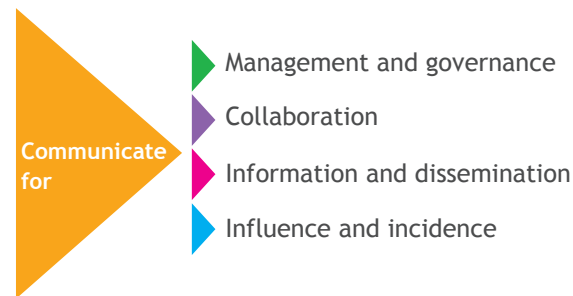 Communicate
for
Management and governance
Collaboration
Information and dissemination
Influence and incidence